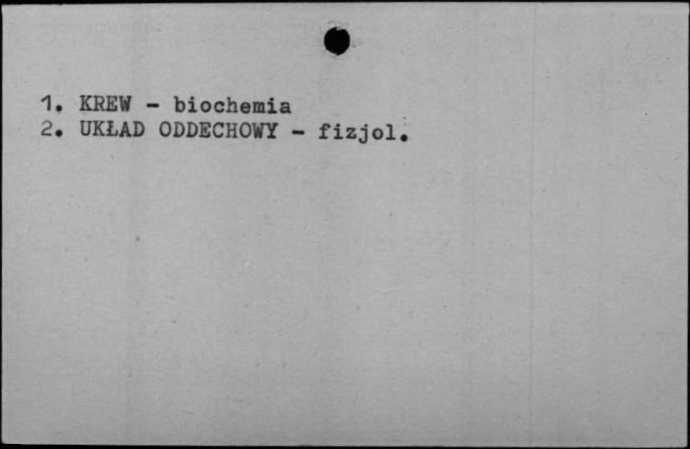 1. KREW - biochemia
2. UKŁAD ODDECHOWY - fizjol.